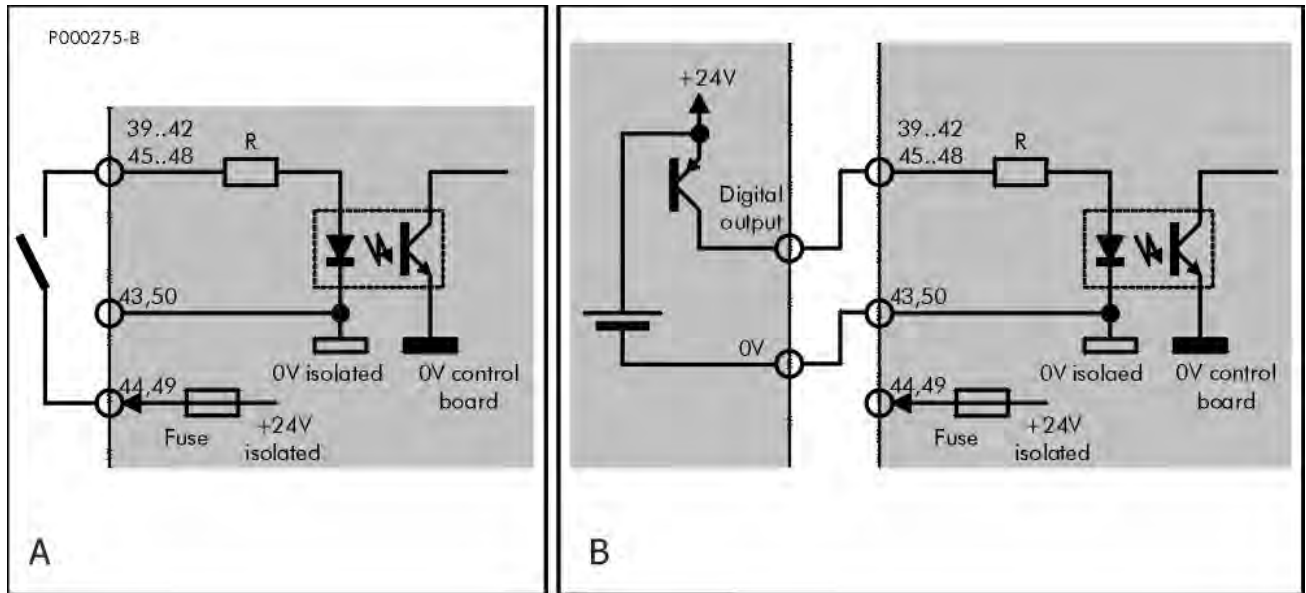 P000275-B
39..42
45..48
R
43,50
0V isolated
0V control
board
44,49
Fuse
+24V
isolated
A
+24V
Digital
output
0V
39..42
45..48
R
43,50
0V isolaed
0V control
board
44,49
Fuse
+24V
isolated
B